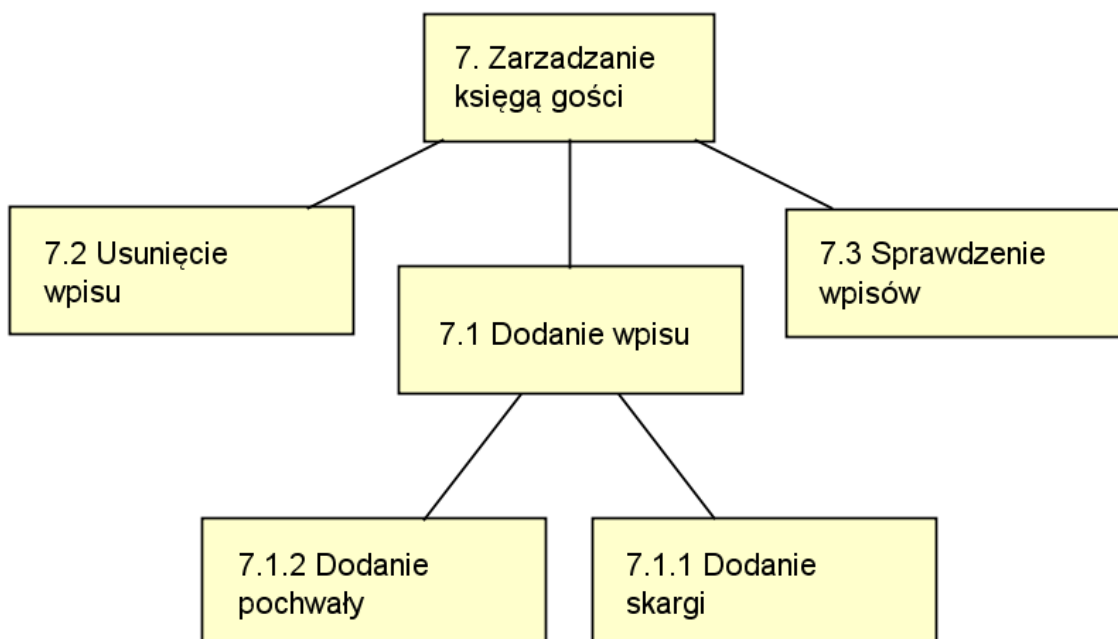 7. Zarzadzanie
księgą gości
7.2 Usunięcie
wpisu
7.3 Sprawdzenie
wpisów
7.1 Dodanie wpisu
7.1.2 Dodanie
pochwały
7.1.1 Dodanie
skargi